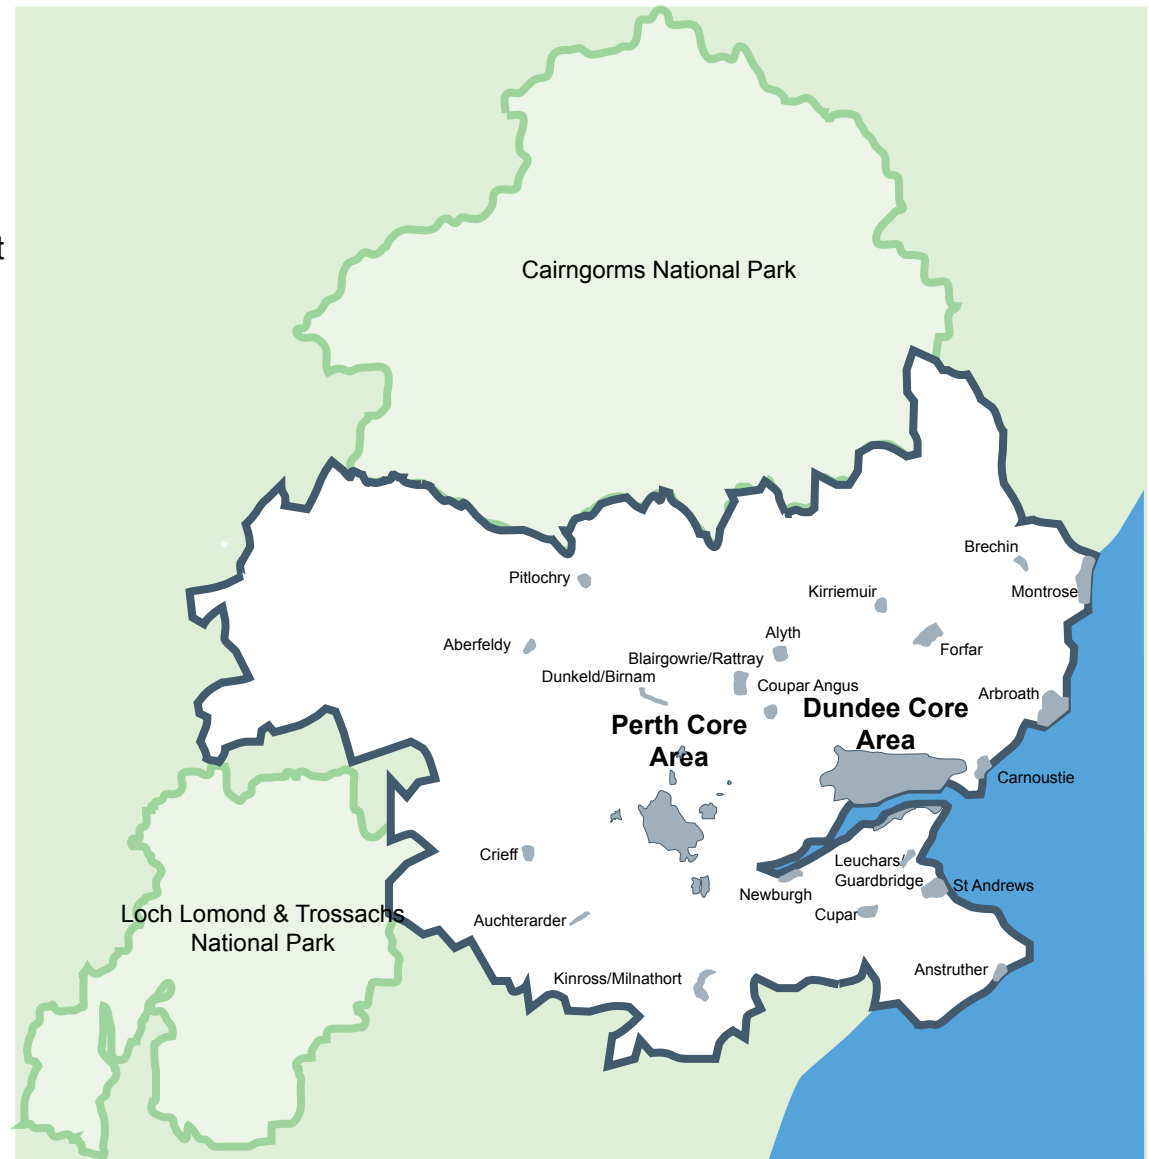 t
Cairngorms National Park
Brechin
Pitlochry
Kirriemuir
Montrose
Alyth
Aberfeldy
Forfar
Blairgowrie/Rattray
Dunkeld/Birnam
Coupar Angus
Arbroath
Perth Core
Area
Dundee Core
Area
Carnoustie
Crieff
Leuchars/
Guardbridge
St Andrews
Newburgh
Loch Lomond & Trossachs
National Park
Auchterarder
Cupar
Anstruther
Kinross/Milnathort